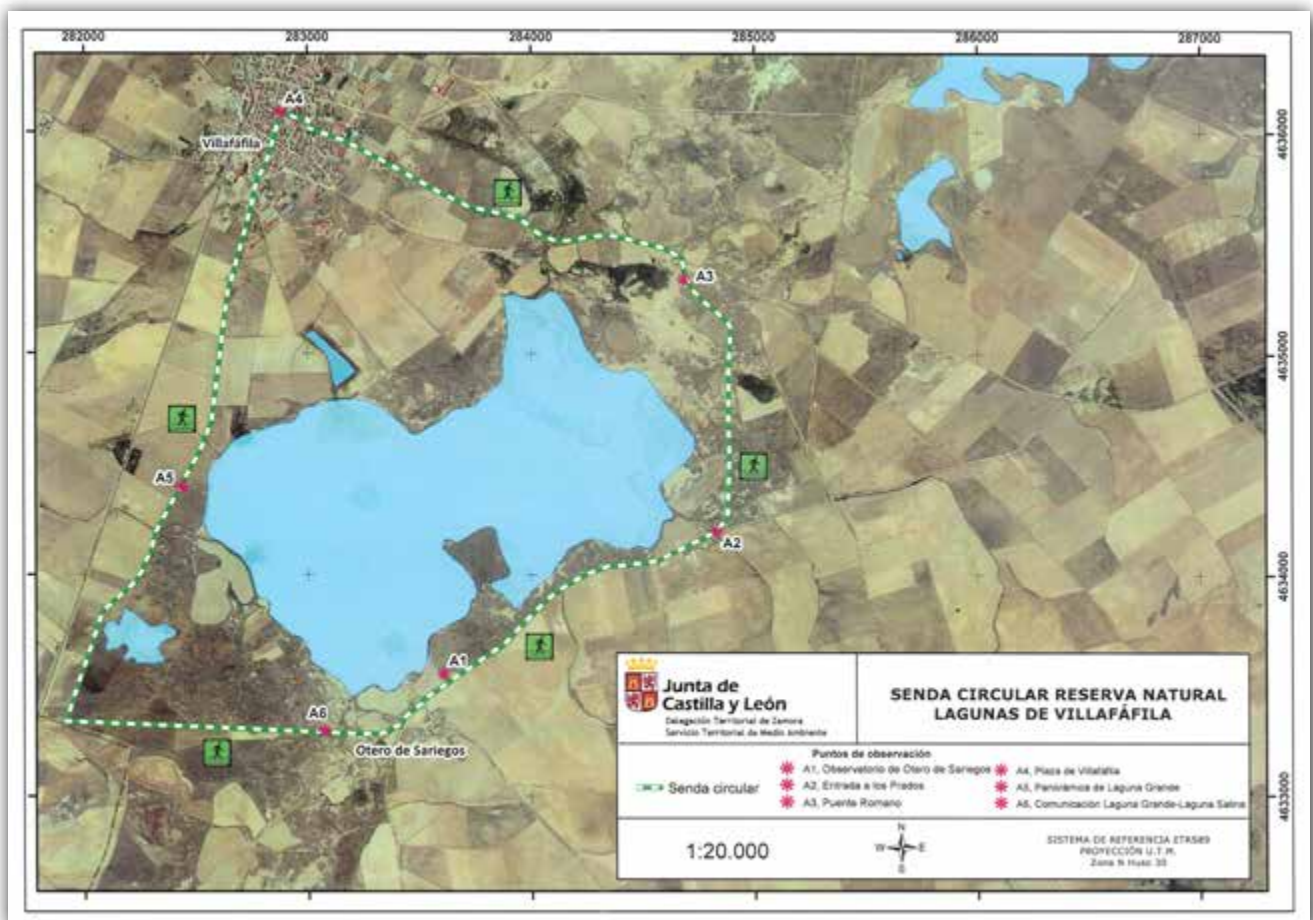 282000 283000 284000 285000 286000 287000
4636000
4635000
4634000
4633000
A4
Villafáfila
A3
A5
A2
A1
A6
Otero de Sariegos
Junta de
Castilla y León
Delegación Territorial de Zamora
Servicio Territorial de Medio Ambiente
SENDA CIRCULAR RESERVA NATURAL
LAGUNAS DE VILLAFÁFILA
Puntos de observación
Senda circular
A1, Observatorio de Otero de Sariegos
A2, Entrada a los Prados
A3, Puente Romano
A4, Plaza de Villafáfila
A5, Panorámica de Laguna Grande
A6, Comunicación Laguna Grande-Laguna Salina
1:20.000
N
W E
S
SISTEMA DE REFERENCIA ETRS89
PROYECCIÓN U.T.M.
Zona N Huso 30